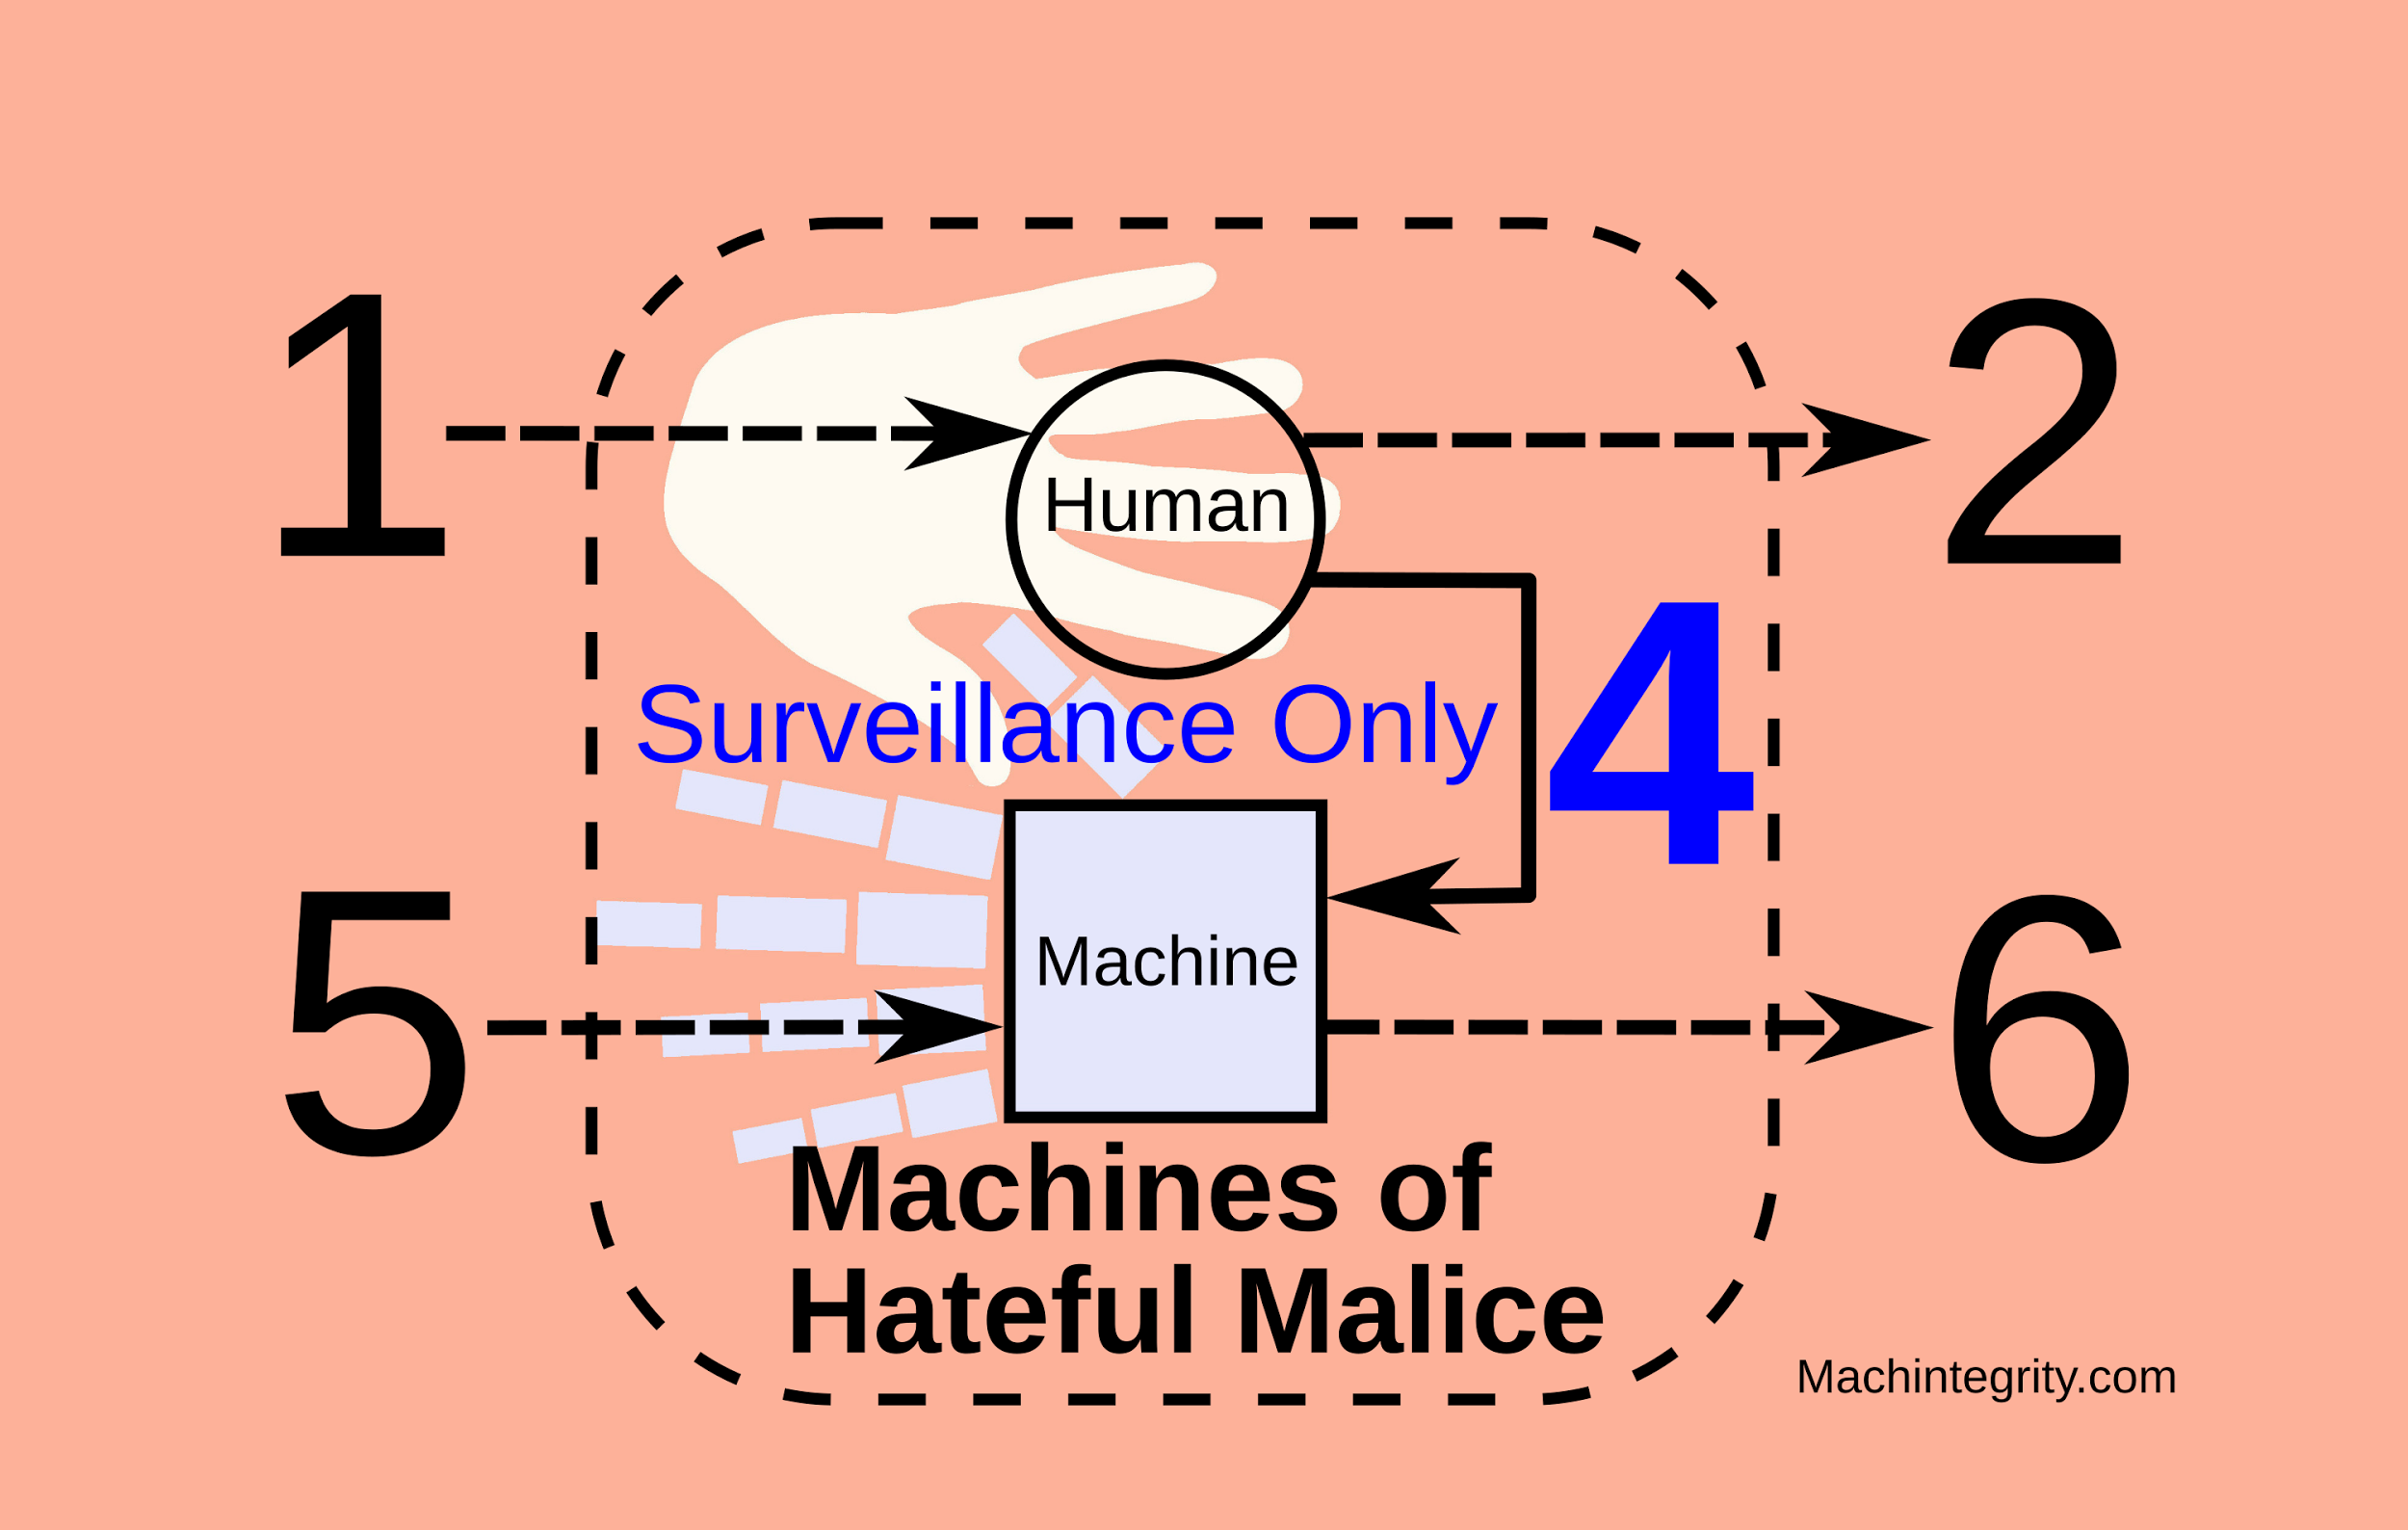 1
2
Human
4
Surveillance Only
5
6
Machine
Machines of
Hateful Malice
Machintegrity.com